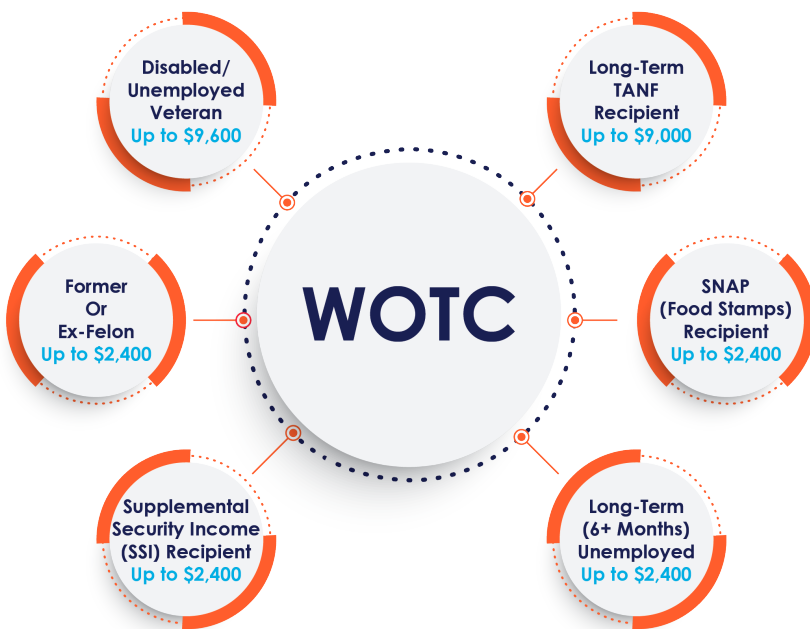 Disabled/
Unemployed
Veteran
Up to $9,600
Long-Term
TANF
Recipient
Up to $9,000
WOTC
Former
Or
Ex-Felon
Up to $2,400
SNAP
(Food Stamps)
Recipient
Up to $2,400
Supplemental
Security Income
(SSI) Recipient
Up to $2,400
Long-Term
(6+ Months)
Unemployed
Up to $2,400